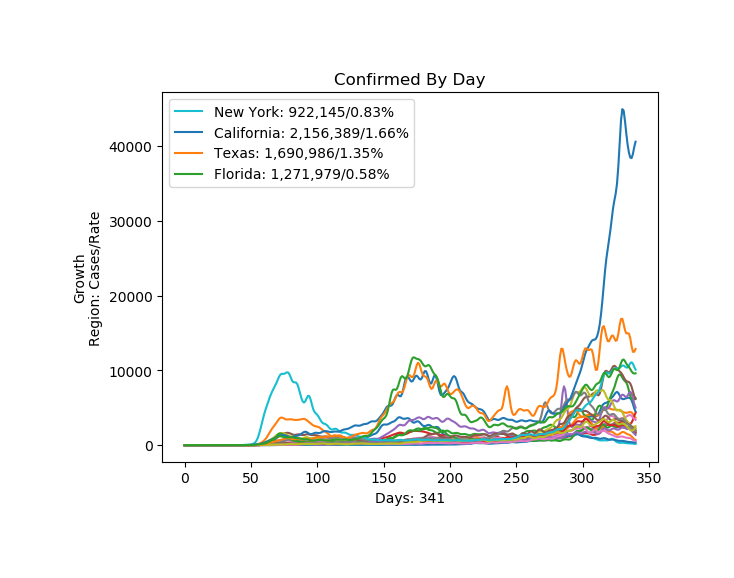 Confirmed By Day
New York: 922,145/0.83%
California: 2,156,389/1.66%
Texas: 1,690,986/1.35%
Florida: 1,271,979/0.58%
Growth
Region: Cases/Rate
40000
30000
20000
10000
0
0 50 100 150 200 250 300 350
Days: 341